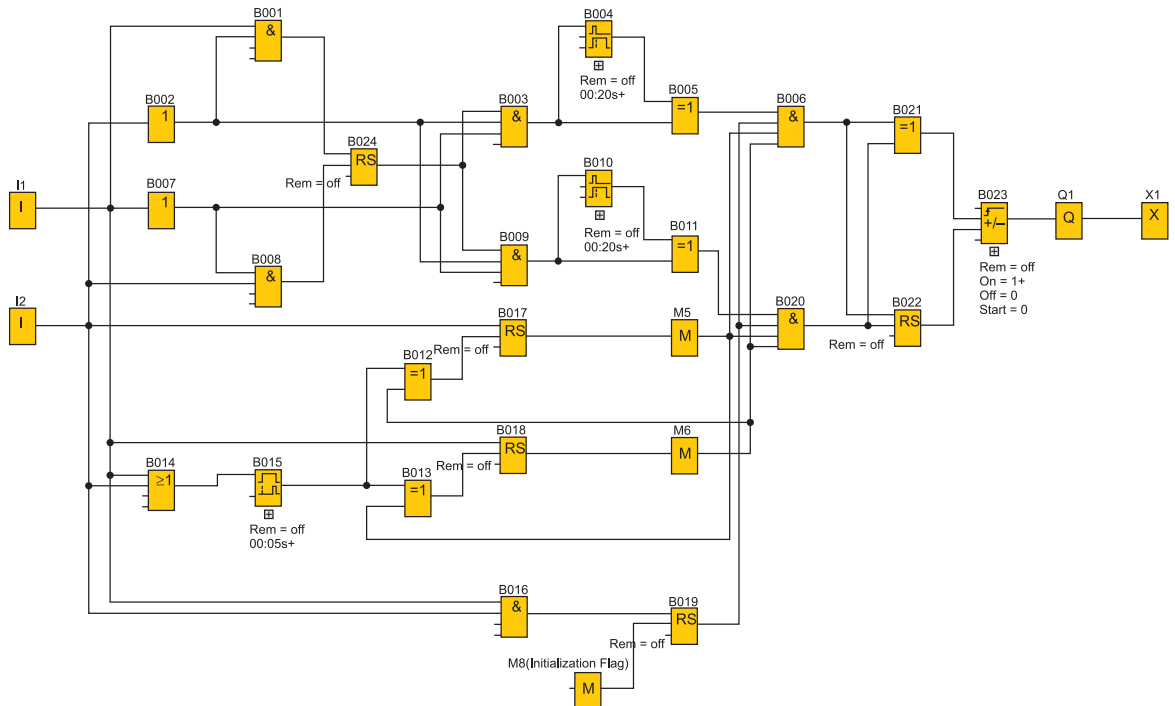 B001
&
B004
Rem = off
00:20s+
B002
1
B003
&
B005
=1
B006
&
B021
=1
B024
RS
Rem = off
B010
Rem = off
00:20s+
I1
I
B007
1
B008
&
B009
&
B011
=1
B023
+/−
Rem = off
On = 1+
Off = 0
Start = 0
Q1
Q
X1
X
I2
I
B017
RS
Rem = off
M5
M
B020
&
B022
RS
Rem = off
B012
=1
B018
RS
Rem = off
M6
M
B014
≥1
B015
Rem = off
00:05s+
B013
=1
B016
&
B019
RS
Rem = off
M8(Initialization Flag)
M